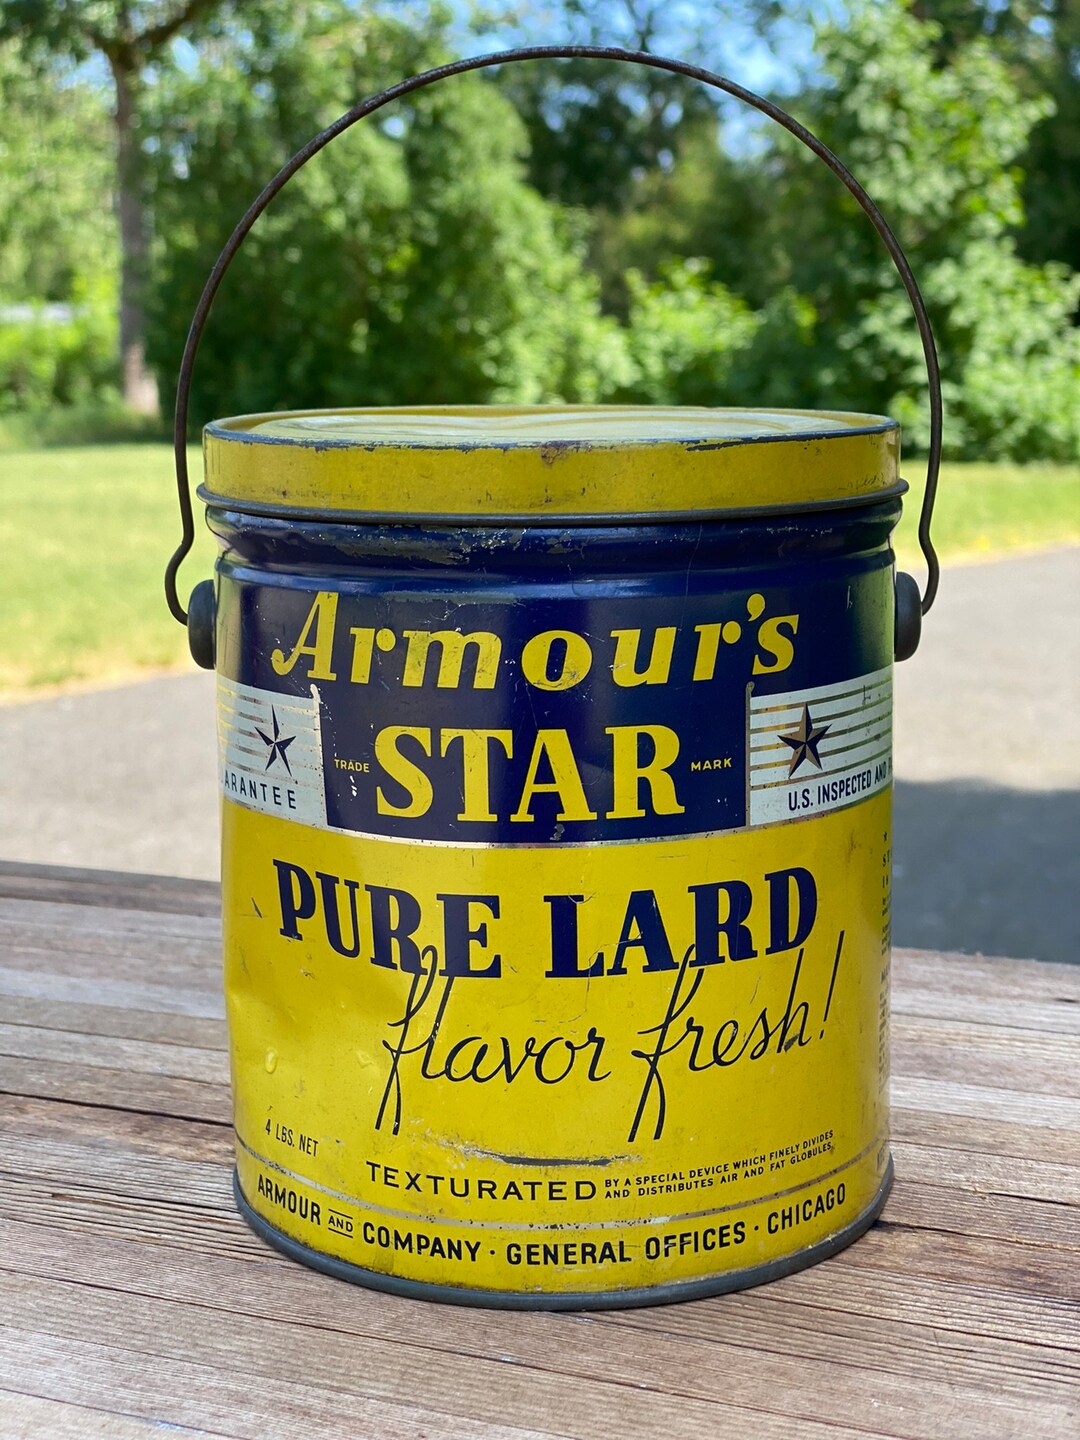 Armour's
STAR
TRADE MARK
ARANTEE
U.S. INSPECTED AND
PURE LARD
flavor fresh!
4 LBS. NET
TEXTURATED BY A SPECIAL DEVICE WHICH FINELY DIVIDES
AND DISTRIBUTES AIR AND FAT GLOBULES
ARMOUR AND COMPANY · GENERAL OFFICES · CHICAGO